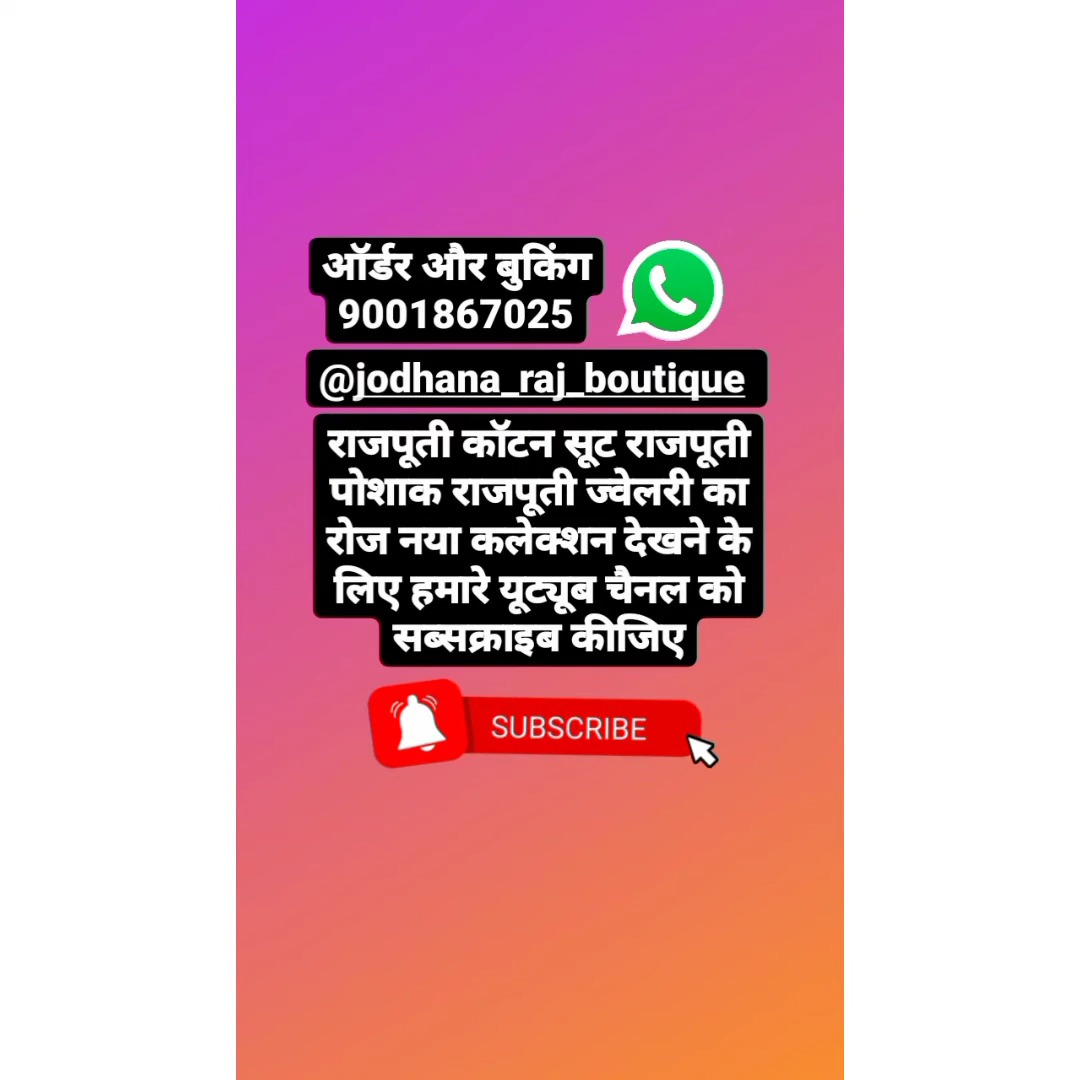 ऑर्डर और बुकिंग
9001867025
@jodhana_raj_boutique
राजपूती कॉटन सूट राजपूती
पोशाक राजपूती ज्वेलरी का
रोज नया कलेक्शन देखने के
लिए हमारे यूट्यूब चैनल को
सब्सक्राइब कीजिए
SUBSCRIBE